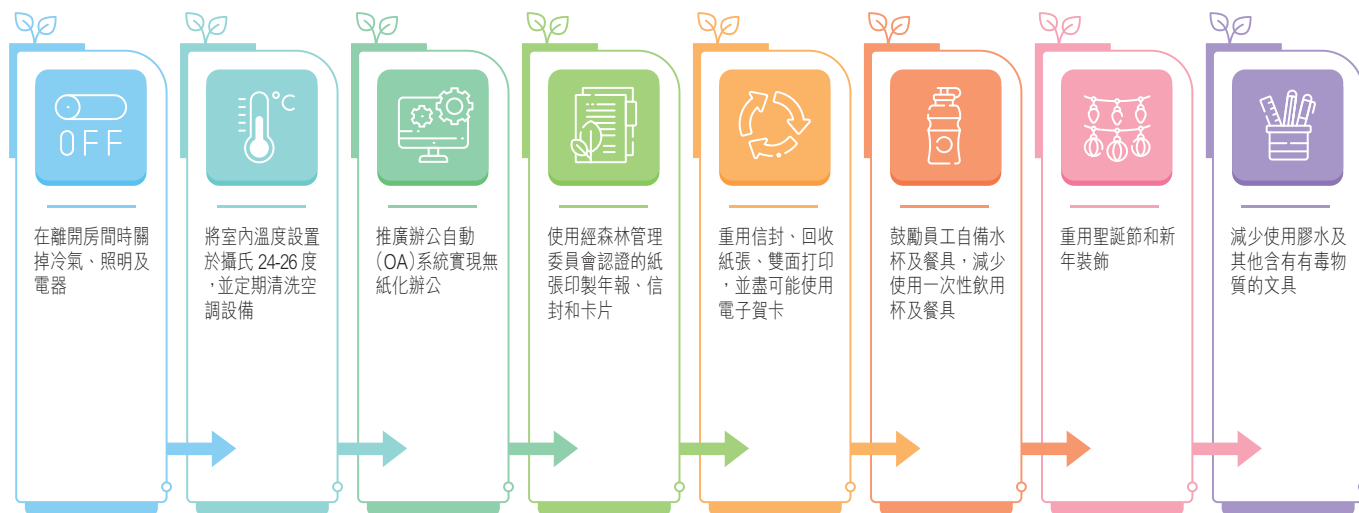 OFF
在離開房間時關
掉冷氣、照明及
電器
°C
將室內溫度設置
於攝氏 24-26 度
，並定期清洗空
調設備
推廣辦公自動
（OA）系統實現無
紙化辦公
使用經森林管理
委員會認證的紙
張印製年報、信
封和卡片
重用信封、回收
紙張、雙面打印
，並盡可能使用
電子賀卡
鼓勵員工自備水
杯及餐具，減少
使用一次性飲用
杯及餐具
重用聖誕節和新
年裝飾
減少使用膠水及
其他含有有毒物
質的文具